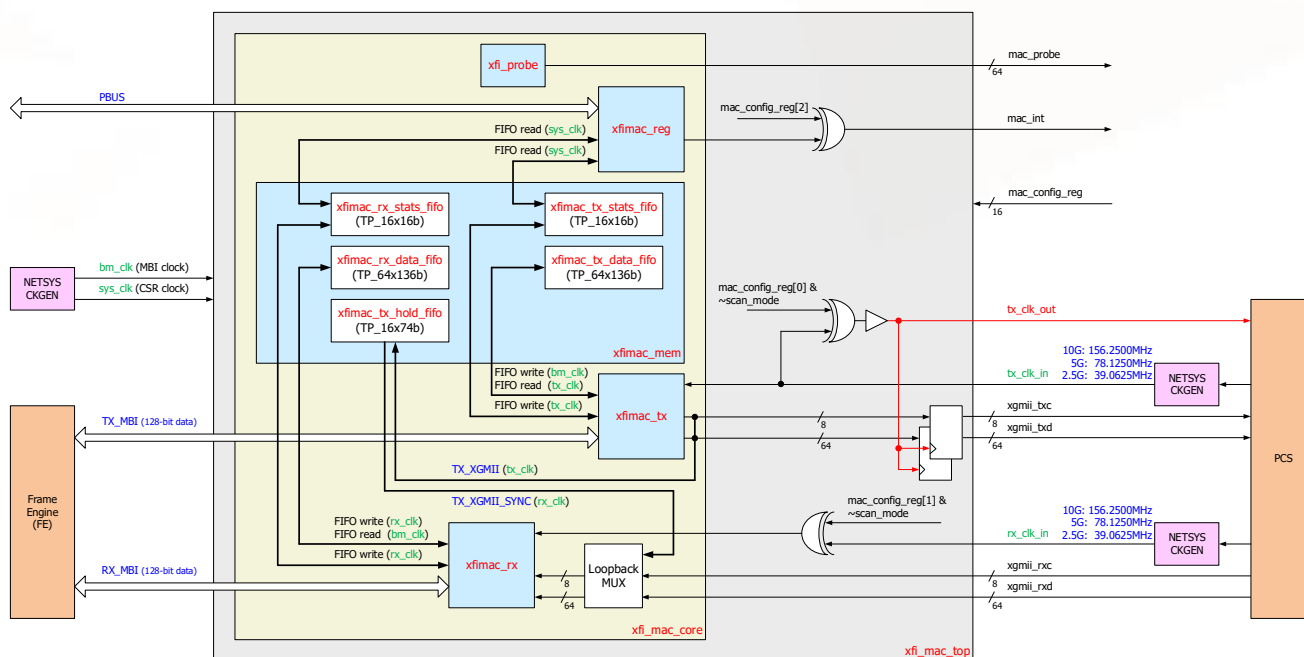 xfi_probe
mac_probe
64
PBUS
mac_config_reg[2]
xfimac_reg
mac_int
FIFO read (sys_clk)
FIFO read (sys_clk)
mac_config_reg
16
xfimac_rx_stats_fifo
(TP_16x16b)
xfimac_tx_stats_fifo
(TP_16x16b)
xfimac_rx_data_fifo
(TP_64x136b)
xfimac_tx_data_fifo
(TP_64x136b)
xfimac_tx_hold_fifo
(TP_16x74b)
xfimac_mem
NETSYS
CKGEN
bm_clk (MBI clock)
sys_clk (CSR clock)
mac_config_reg[0] &
~scan_mode
tx_clk_out
10G: 156.2500MHz
5G: 78.1250MHz
2.5G: 39.0625MHz
tx_clk_in
NETSYS
CKGEN
FIFO write (bm_clk)
FIFO read (tx_clk)
FIFO write (tx_clk)
xfimac_tx
8
64
xgmii_txc
8
xgmii_txd
64
TX_MBI (128-bit data)
TX_XGMII (tx_clk)
TX_XGMII_SYNC (rx_clk)
Frame
Engine
(FE)
PCS
mac_config_reg[1] &
~scan_mode
10G: 156.2500MHz
5G: 78.1250MHz
2.5G: 39.0625MHz
rx_clk_in
NETSYS
CKGEN
FIFO write (rx_clk)
FIFO read (bm_clk)
FIFO write (rx_clk)
xfimac_rx
Loopback
MUX
8
64
xgmii_rxc
8
xgmii_rxd
64
RX_MBI (128-bit data)
xfi_mac_core
xfi_mac_top